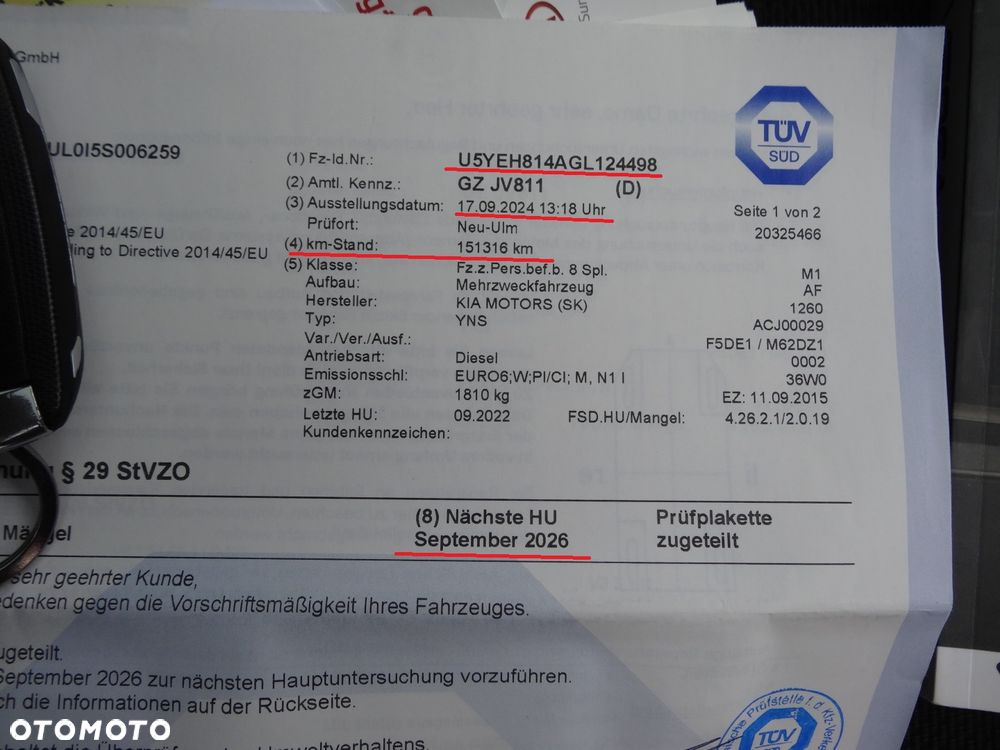 GmbH
TÜV
SÜD
UL0I5S006259
(1) Fz-Id.Nr.: U5YEH814AGL124498
(2) Amtl. Kennz.: GZ JV811 (D)
(3) Ausstellungsdatum: 17.09.2024 13:18 Uhr Seite 1 von 2
Prüfort: Neu-Ulm 20325466
2014/45/EU
(4) km-Stand: 151316 km
to Directive 2014/45/EU
(5) Klasse: Fz.z.Pers.bef.b. 8 Spl. M1
Aufbau: Mehrzweckfahrzeug AF
Hersteller: KIA MOTORS (SK) 1260
Typ: YNS ACJ00029
Var./Ver./Ausf.: F5DE1 / M62DZ1
Antriebsart: Diesel 0002
Emissionsschl: EURO6;W;PI/CI; M, N1 I 36W0
zGM: 1810 kg EZ: 11.09.2015
Letzte HU: 09.2022 FSD.HU/Mangel: 4.26.2.1/2.0.19
Kundenkennzeichen:
§ 29 StVZO
(8) Nächste HU Prüfplakette
September 2026 zugeteilt
sehr geehrter Kunde,
gegen die Vorschriftsmäßigkeit Ihres Fahrzeuges.
September 2026 zur nächsten Hauptuntersuchung vorzuführen.
die Informationen auf der Rückseite.
OTOMOTO
TÜV